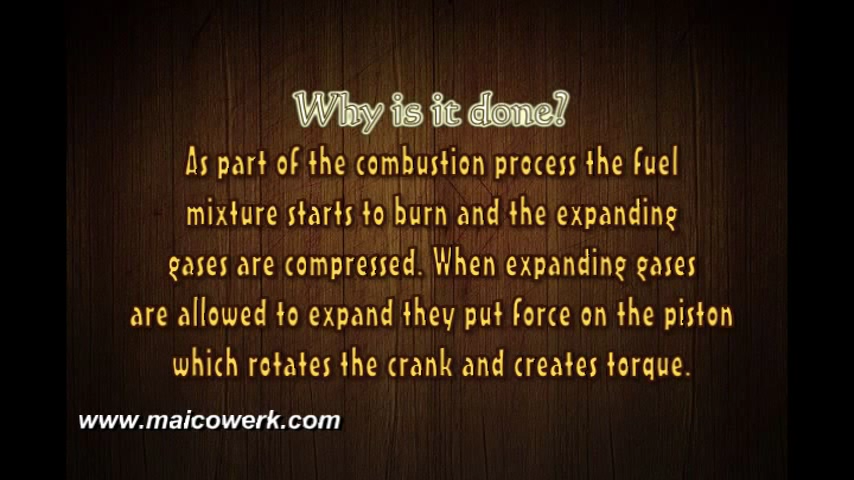 Why is it done?
As part of the combustion process the fuel
mixture starts to burn and the expanding
gases are compressed. When expanding gases
are allowed to expand they put force on the piston
which rotates the crank and creates torque.
www.maicowerk.com